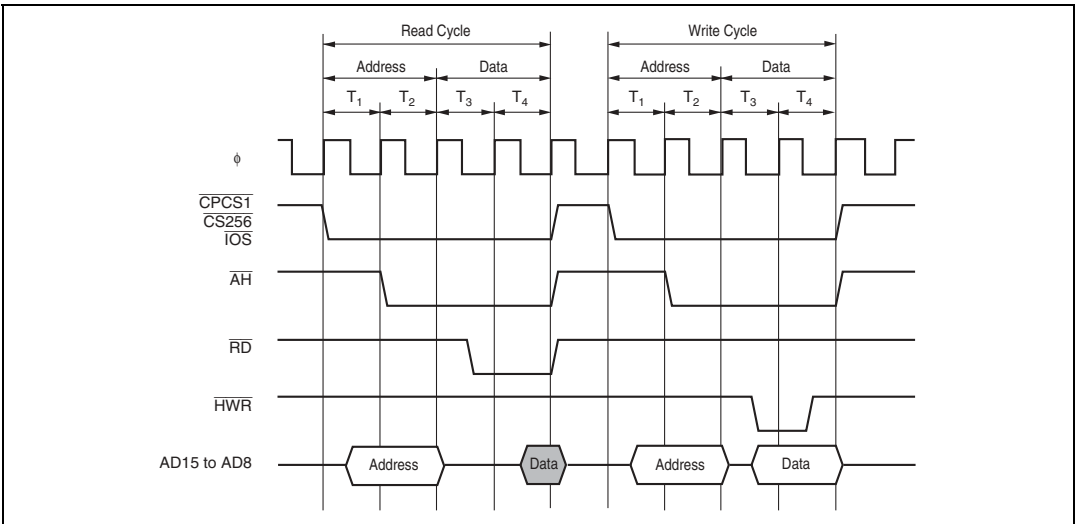 Read Cycle Write Cycle
Address Data Address Data
T1 T2 T3 T4 T1 T2 T3 T4
φ
CPCS1
CS256
IOS
AH
RD
HWR
AD15 to AD8 Address Data Address Data